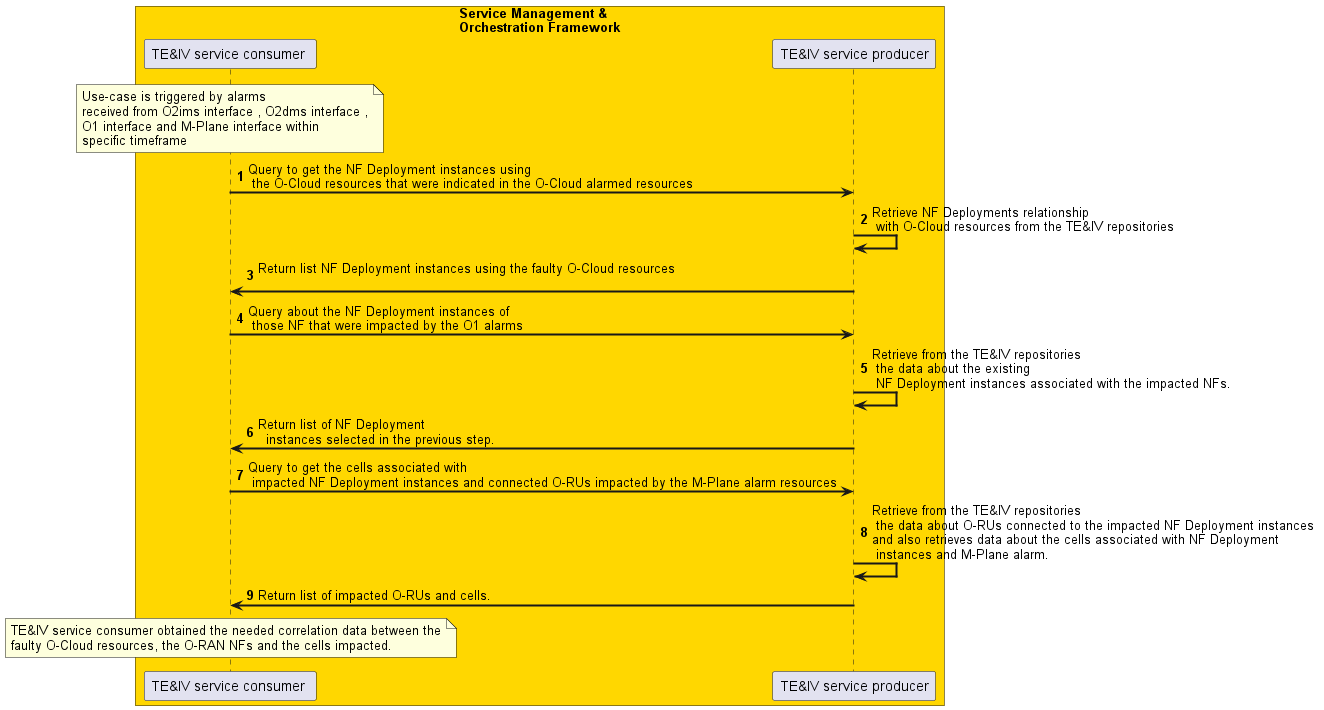 Service Management &
Orchestration Framework
TE&IV service consumer
TE&IV service producer
Use-case is triggered by alarms
received from O2ims interface , O2dms interface ,
O1 interface and M-Plane interface within
specific timeframe
1 Query to get the NF Deployment instances using
the O-Cloud resources that were indicated in the O-Cloud alarmed resources
2 Retrieve NF Deployments relationship
with O-Cloud resources from the TE&IV repositories
3 Return list NF Deployment instances using the faulty O-Cloud resources
4 Query about the NF Deployment instances of
those NF that were impacted by the O1 alarms
5 Retrieve from the TE&IV repositories
the data about the existing
NF Deployment instances associated with the impacted NFs.
6 Return list of NF Deployment
instances selected in the previous step.
7 Query to get the cells associated with
impacted NF Deployment instances and connected O-RUs impacted by the M-Plane alarm resources
8 Retrieve from the TE&IV repositories
the data about O-RUs connected to the impacted NF Deployment instances
and also retrieves data about the cells associated with NF Deployment
instances and M-Plane alarm.
9 Return list of impacted O-RUs and cells.
TE&IV service consumer obtained the needed correlation data between the
faulty O-Cloud resources, the O-RAN NFs and the cells impacted.
TE&IV service consumer
TE&IV service producer